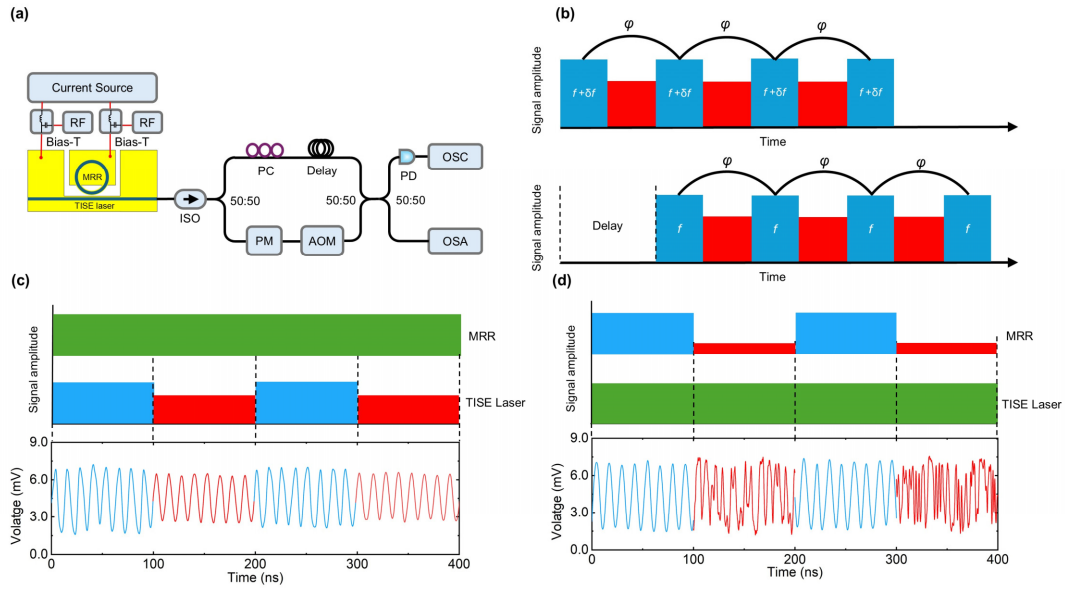 (a)
Current Source
RF
RF
Bias-T
Bias-T
MRR
TISE laser
ISO
50:50
PC
Delay
PM
AOM
50:50
50:50
PD
OSC
OSA
(b)
Signal amplitude
φ
φ
φ
f+δf
f+δf
f+δf
f+δf
Time
Signal amplitude
Delay
φ
φ
φ
f
f
f
f
Time
(c)
Signal amplitude
MRR
TISE Laser
Volatge (mV)
9.0
6.0
3.0
0.0
0
100
200
300
400
Time (ns)
(d)
Signal amplitude
MRR
TISE Laser
Volatge (mV)
9.0
6.0
3.0
0.0
0
100
200
300
400
Time (ns)